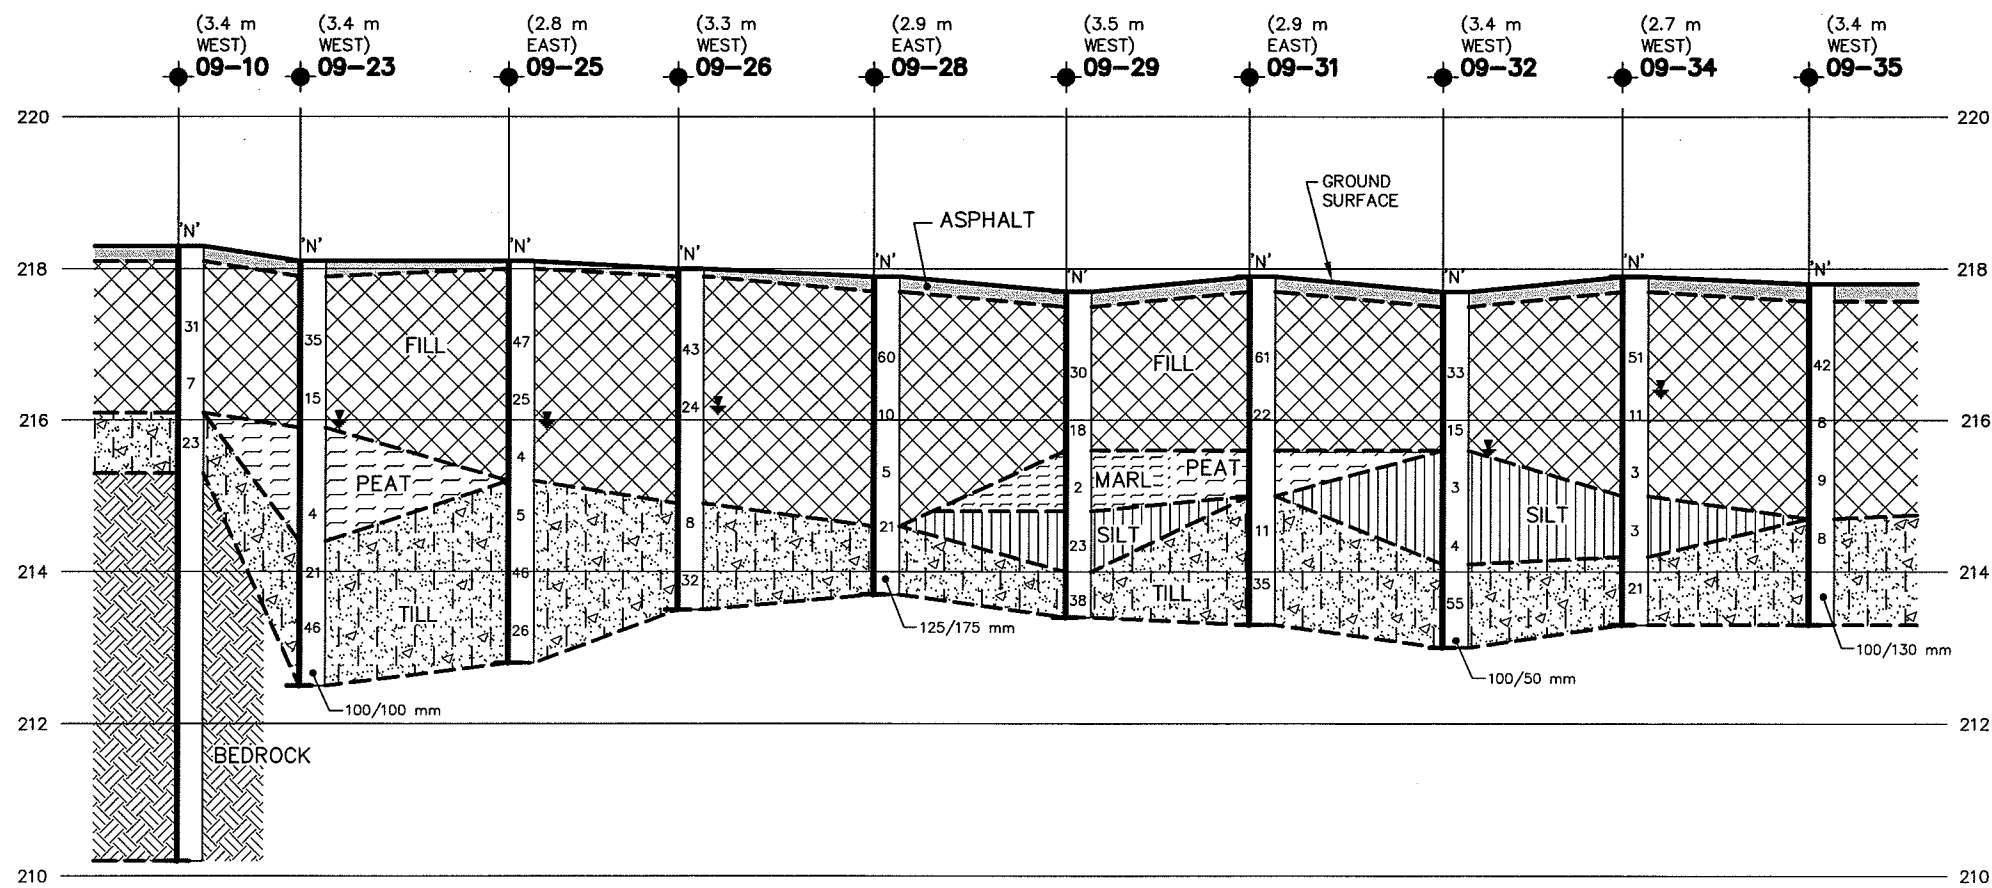 (3.4 m
WEST)
09-10
(3.4 m
WEST)
09-23
(2.8 m
EAST)
09-25
(3.3 m
WEST)
09-26
(2.9 m
EAST)
09-28
(3.5 m
WEST)
09-29
(2.9 m
EAST)
09-31
(3.4 m
WEST)
09-32
(2.7 m
WEST)
09-34
(3.4 m
WEST)
09-35
220
220
GROUND
SURFACE
ASPHALT
'N'
'N'
'N'
'N'
'N'
'N'
'N'
'N'
'N'
'N'
218
218
31
7
23
35
15
4
21
46
47
25
4
5
46
26
43
24
8
32
60
10
5
21
30
18
2
23
38
61
22
11
35
33
15
3
4
55
51
11
3
3
21
42
8
9
8
FILL
FILL
216
216
PEAT
MARL
PEAT
SILT
SILT
214
214
TILL
TILL
125/175 mm
100/130 mm
100/50 mm
100/100 mm
212
212
BEDROCK
210
210